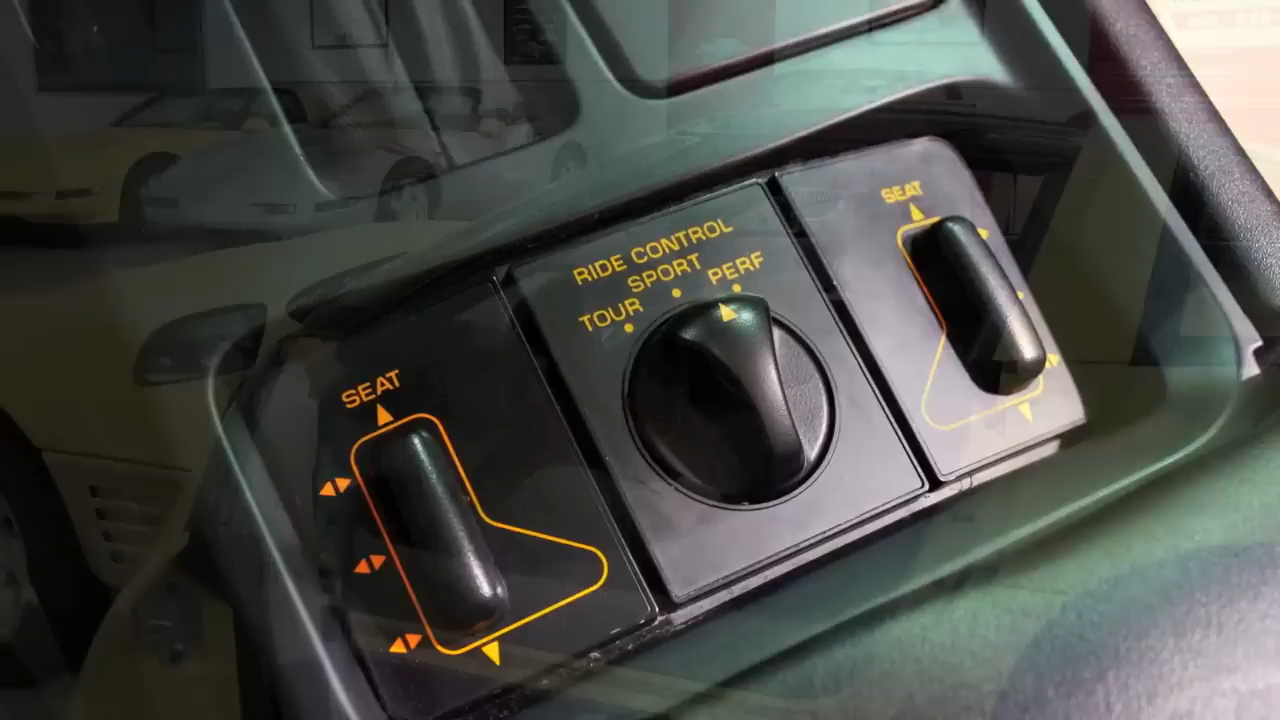 RIDE CONTROL
SPORT
PERF
TOUR
SEAT
SEAT